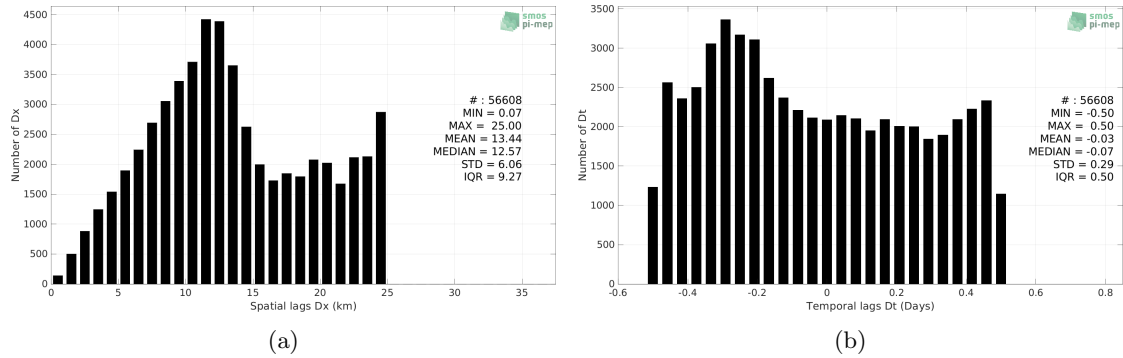 4500
4000
3500
3000
2500
2000
1500
1000
500
0
Number of Dx
smos
pi-mep
# : 56608
MIN = 0.07
MAX = 25.00
MEAN = 13.44
MEDIAN = 12.57
STD = 6.06
IQR = 9.27
0 5 10 15 20 25 30 35
Spatial lags Dx (km)
(a)
3500
3000
2500
2000
1500
1000
500
0
Number of Dt
smos
pi-mep
# : 56608
MIN = -0.50
MAX = 0.50
MEAN = -0.03
MEDIAN = -0.07
STD = 0.29
IQR = 0.50
-0.6 -0.4 -0.2 0 0.2 0.4 0.6 0.8
Temporal lags Dt (Days)
(b)